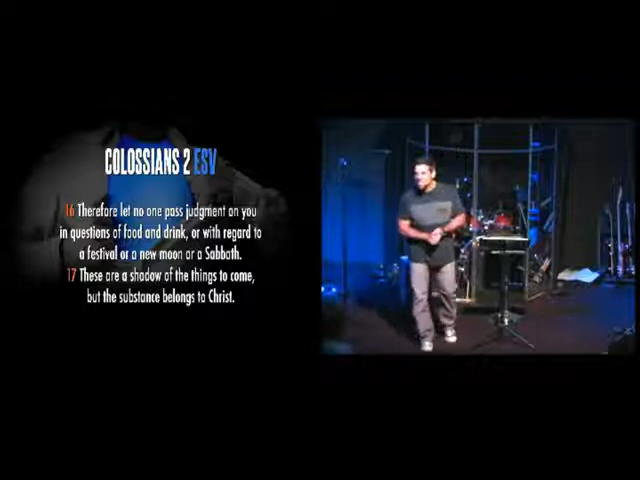 COLOSSIANS 2 ESV
16 Therefore let no one pass judgment on you
in questions of food and drink, or with regard to
a festival or a new moon or a Sabbath.
17 These are a shadow of the things to come,
but the substance belongs to Christ.